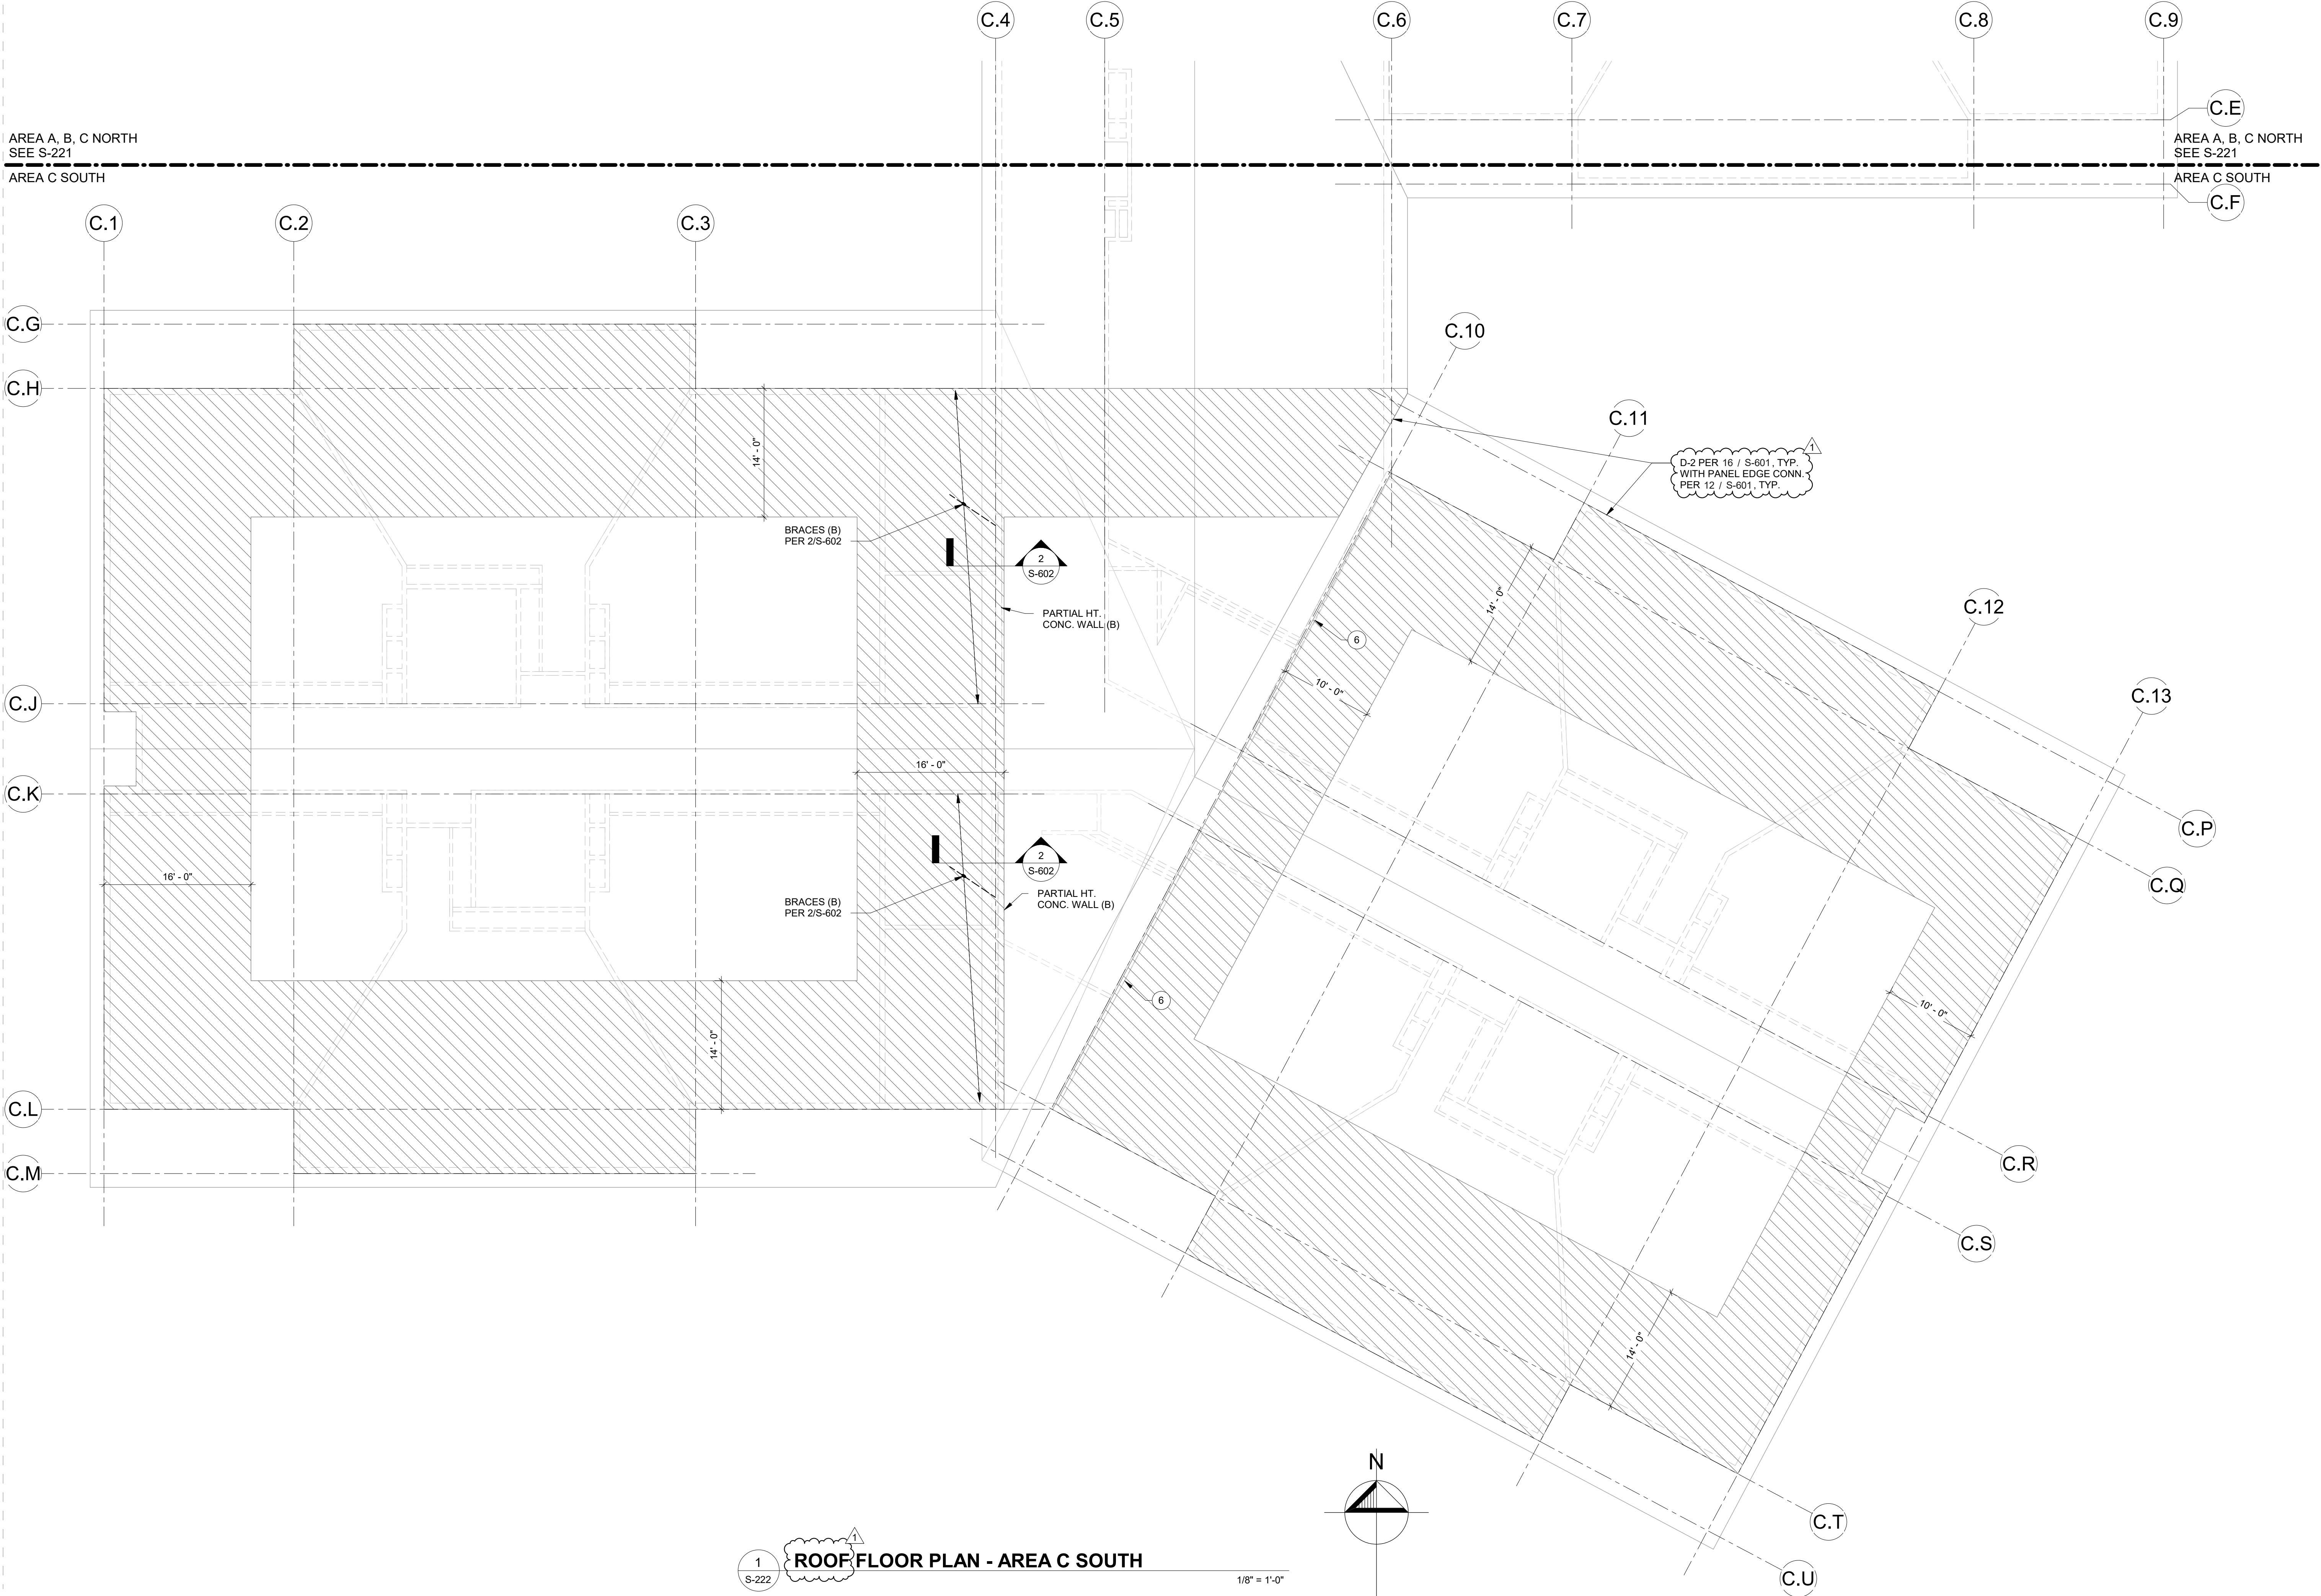 C.4
C.5
C.6
C.7
C.8
C.9
C.E
AREA A, B, C NORTH
SEE S-221
AREA C SOUTH
AREA A, B, C NORTH
SEE S-221
AREA C SOUTH
C.F
C.1
C.2
C.3
C.G
C.H
C.10
C.11
14' - 0"
D-2 PER 16 / S-601, TYP.
WITH PANEL EDGE CONN.
PER 12 / S-601, TYP.
1
BRACES (B)
PER 2/S-602
2
S-602
PARTIAL HT.
CONC. WALL (B)
14' - 0"
C.12
6
10' - 0"
C.13
C.J
C.K
16' - 0"
C.P
2
S-602
C.Q
16' - 0"
BRACES (B)
PER 2/S-602
PARTIAL HT.
CONC. WALL (B)
6
10' - 0"
14' - 0"
C.L
C.M
C.R
C.S
14' - 0"
N
C.T
C.U
1
S-222
1
ROOF FLOOR PLAN - AREA C SOUTH
1/8" = 1'-0"